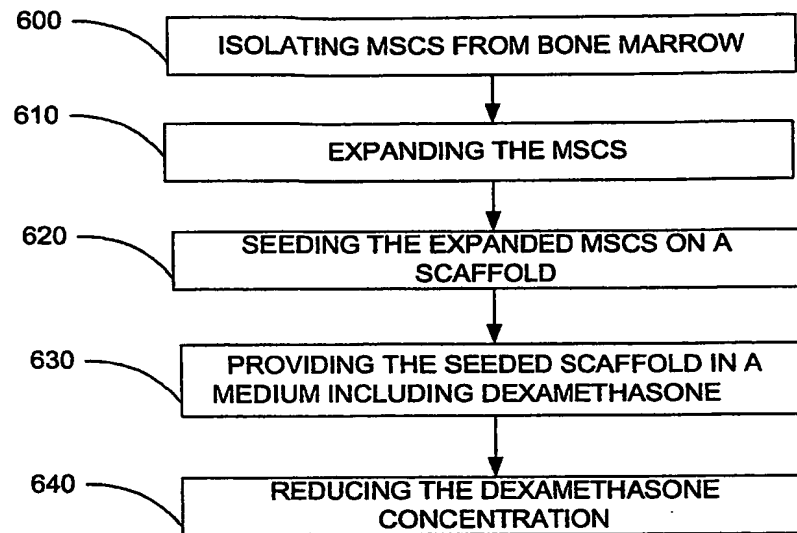 600
ISOLATING MSCS FROM BONE MARROW
610
EXPANDING THE MSCS
620
SEEDING THE EXPANDED MSCS ON A
SCAFFOLD
630
PROVIDING THE SEEDED SCAFFOLD IN A
MEDIUM INCLUDING DEXAMETHASONE
640
REDUCING THE DEXAMETHASONE
CONCENTRATION